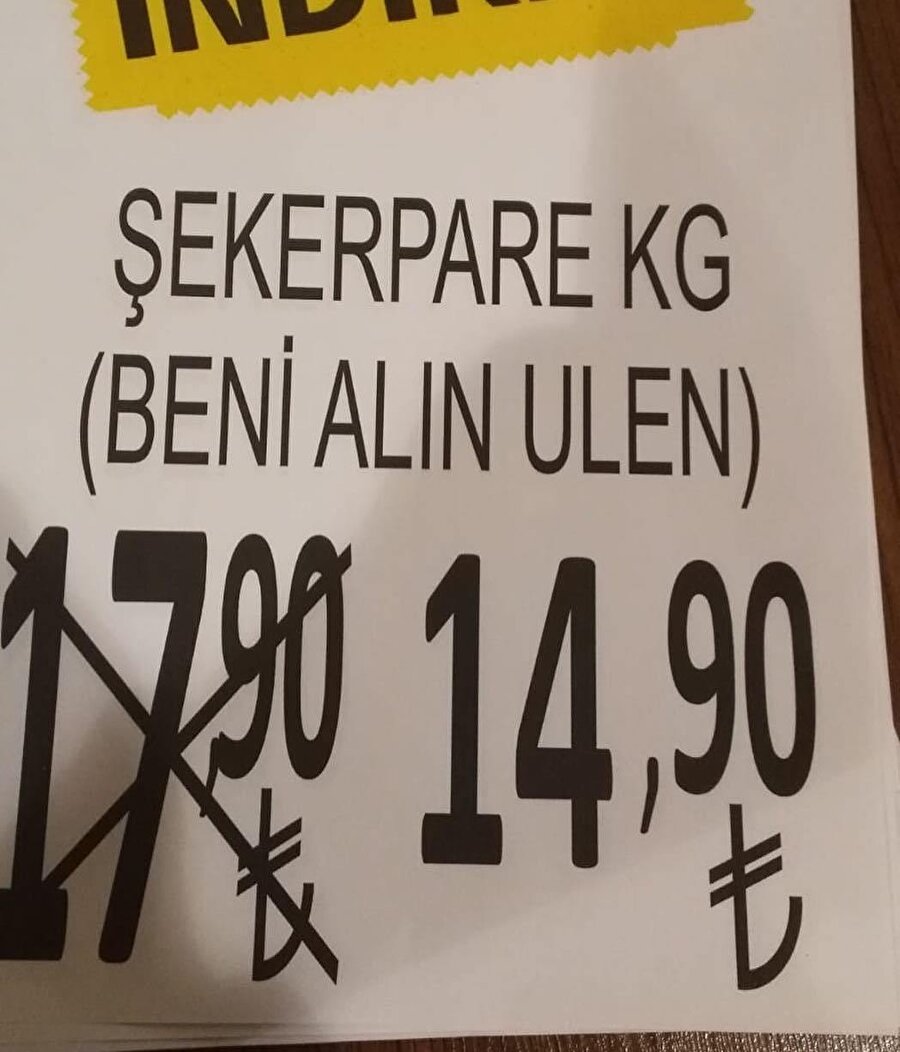 ŞEKERPARE KG
(BENİ ALIN ULEN)
17,90 ₺ 14,90 ₺